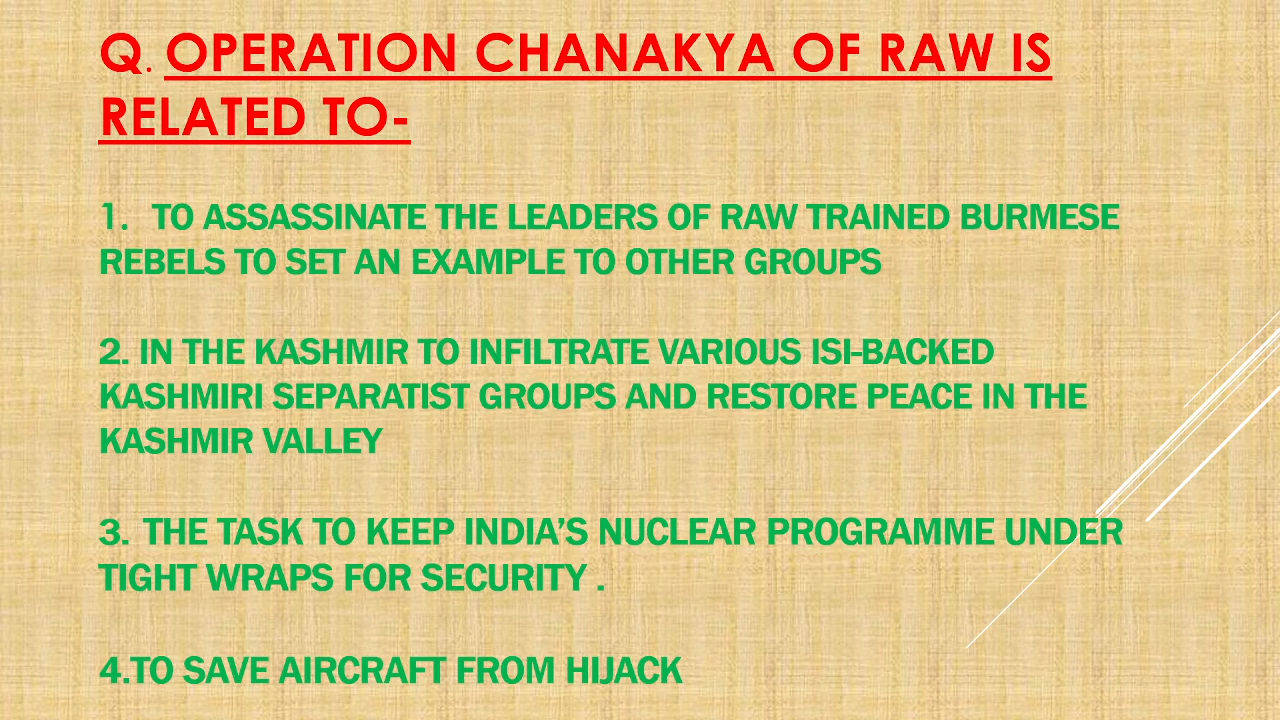 Q. OPERATION CHANAKYA OF RAW IS
RELATED TO-
1. TO ASSASSINATE THE LEADERS OF RAW TRAINED BURMESE
REBELS TO SET AN EXAMPLE TO OTHER GROUPS
2. IN THE KASHMIR TO INFILTRATE VARIOUS ISI-BACKED
KASHMIRI SEPARATIST GROUPS AND RESTORE PEACE IN THE
KASHMIR VALLEY
3. THE TASK TO KEEP INDIA’S NUCLEAR PROGRAMME UNDER
TIGHT WRAPS FOR SECURITY .
4.TO SAVE AIRCRAFT FROM HIJACK